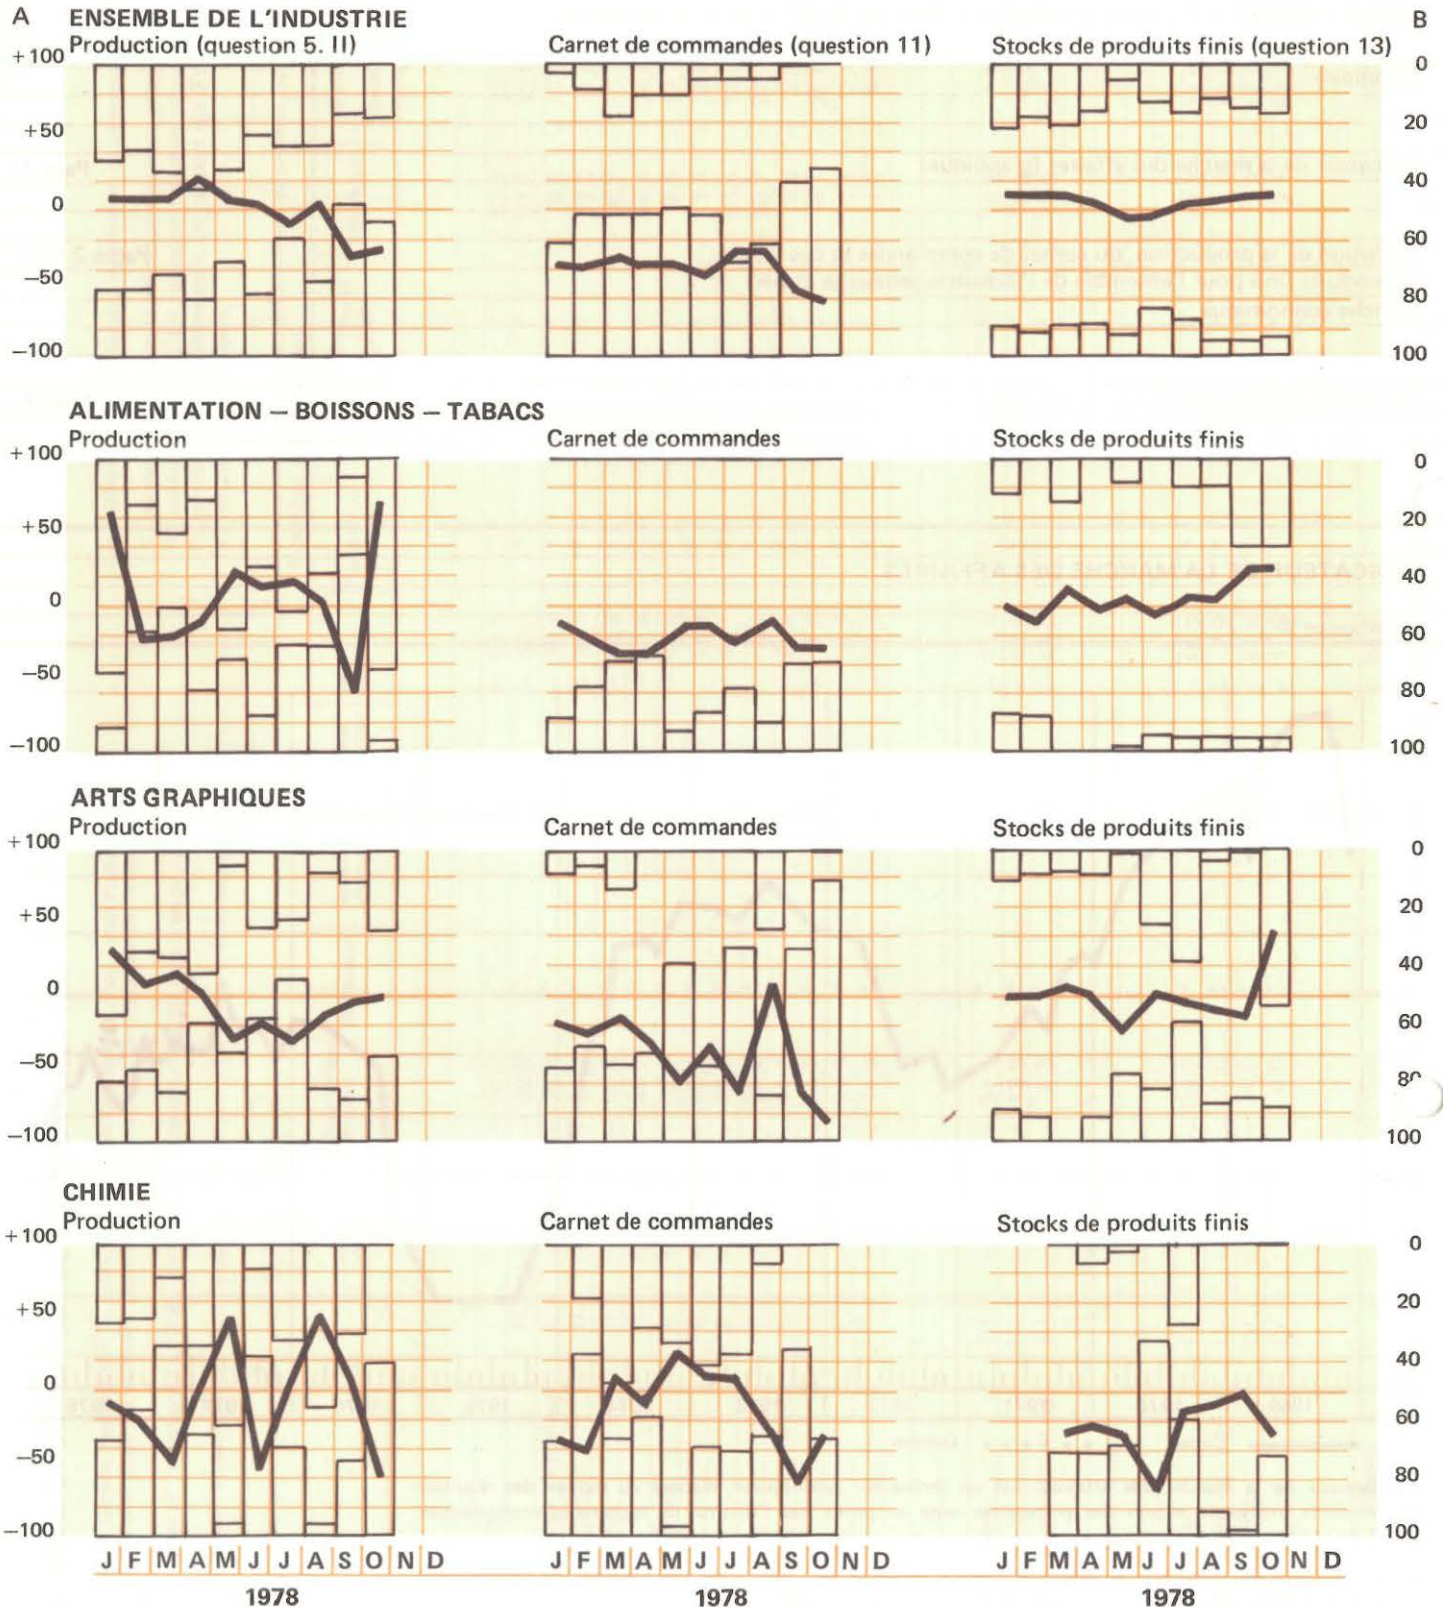 A ENSEMBLE DE L'INDUSTRIE B
Production (question 5. II) Carnet de commandes (question 11) Stocks de produits finis (question 13)
+100 0
+50 20
0 40
−50 60
80
−100 100
ALIMENTATION – BOISSONS – TABACS
Production Carnet de commandes Stocks de produits finis
+100 0
+50 20
0 40
−50 60
80
−100 100
ARTS GRAPHIQUES
Production Carnet de commandes Stocks de produits finis
+100 0
+50 20
0 40
−50 60
−100 100
CHIMIE
Production Carnet de commandes Stocks de produits finis
+100 0
+50 20
0 40
−50 60
80
−100 100
J F M A M J J A S O N D J F M A M J J A S O N D J F M A M J J A S O N D
1978 1978 1978